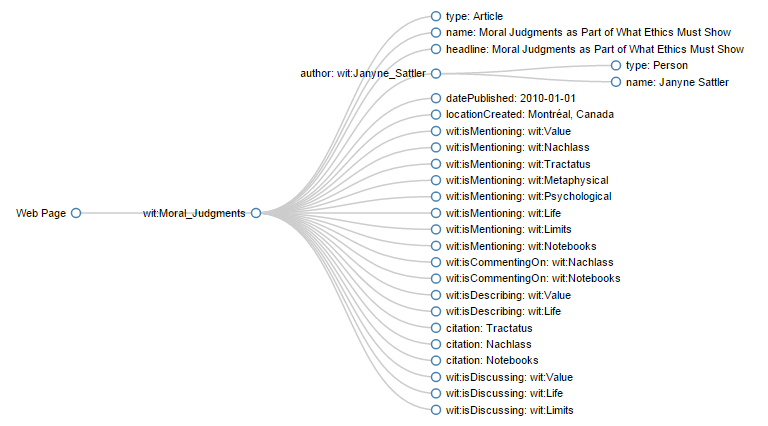 type: Article
name: Moral Judgments as Part of What Ethics Must Show
headline: Moral Judgments as Part of What Ethics Must Show
author: wit:Janyne_Sattler
type: Person
name: Janyne Sattler
datePublished: 2010-01-01
locationCreated: Montréal, Canada
wit:isMentioning: wit:Value
wit:isMentioning: wit:Nachlass
wit:isMentioning: wit:Tractatus
wit:isMentioning: wit:Metaphysical
wit:isMentioning: wit:Psychological
Web Page
wit:Moral_Judgments
wit:isMentioning: wit:Life
wit:isMentioning: wit:Limits
wit:isMentioning: wit:Notebooks
wit:isCommentingOn: wit:Nachlass
wit:isCommentingOn: wit:Notebooks
wit:isDescribing: wit:Value
wit:isDescribing: wit:Life
citation: Tractatus
citation: Nachlass
citation: Notebooks
wit:isDiscussing: wit:Value
wit:isDiscussing: wit:Life
wit:isDiscussing: wit:Limits